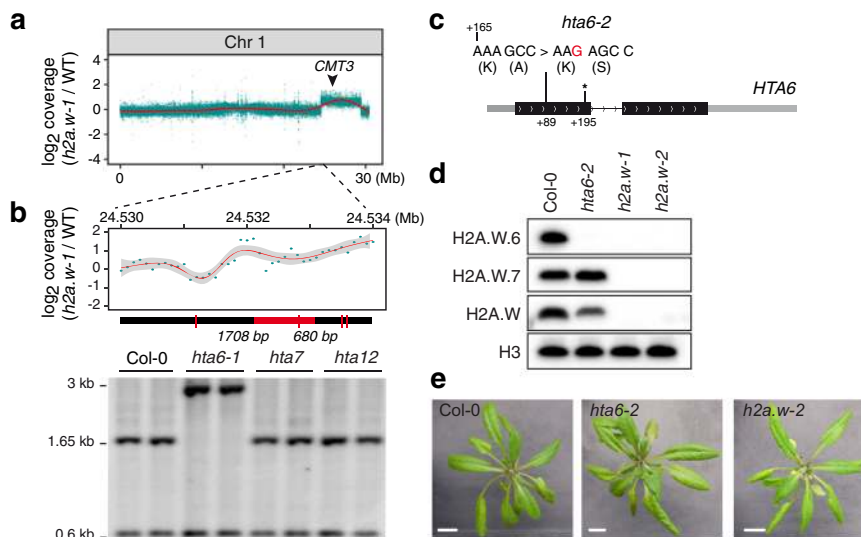 a
Chr 1
CMT3
log2 coverage
(h2a.w-1 / WT)
4
2
0
-2
-4
0
30 (Mb)
b
24.530
24.532
24.534 (Mb)
log2 coverage
(h2a.w-1 / WT)
2
1
0
-1
-2
1708 bp
680 bp
Col-0
hta6-1
hta7
hta12
3 kb
1.65 kb
0.6 kb
c
hta6-2
+165
AAA GCC > AAG AGC C
(K) (A) (K) (S)
*
HTA6
+89
+195
d
Col-0
hta6-2
h2a.w-1
h2a.w-2
H2A.W.6
H2A.W.7
H2A.W
H3
e
Col-0
hta6-2
h2a.w-2